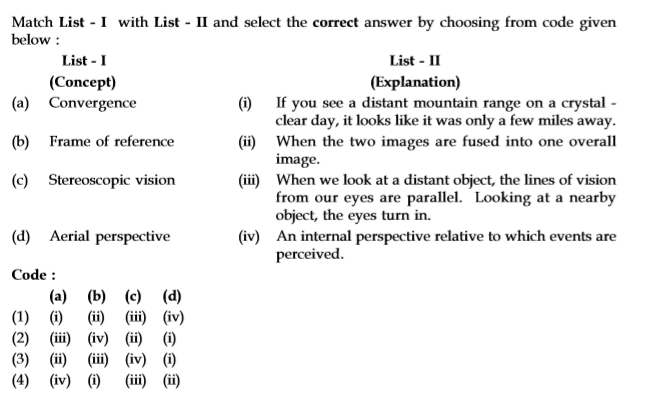 Match List - I with List - II and select the correct answer by choosing from code given
below :
List - I List - II
(Concept) (Explanation)
(a) Convergence (i) If you see a distant mountain range on a crystal -
clear day, it looks like it was only a few miles away.
(b) Frame of reference (ii) When the two images are fused into one overall
image.
(c) Stereoscopic vision (iii) When we look at a distant object, the lines of vision
from our eyes are parallel. Looking at a nearby
object, the eyes turn in.
(d) Aerial perspective (iv) An internal perspective relative to which events are
perceived.
Code :
(a) (b) (c) (d)
(1) (i) (ii) (iii) (iv)
(2) (iii) (iv) (ii) (i)
(3) (ii) (iii) (iv) (i)
(4) (iv) (i) (iii) (ii)